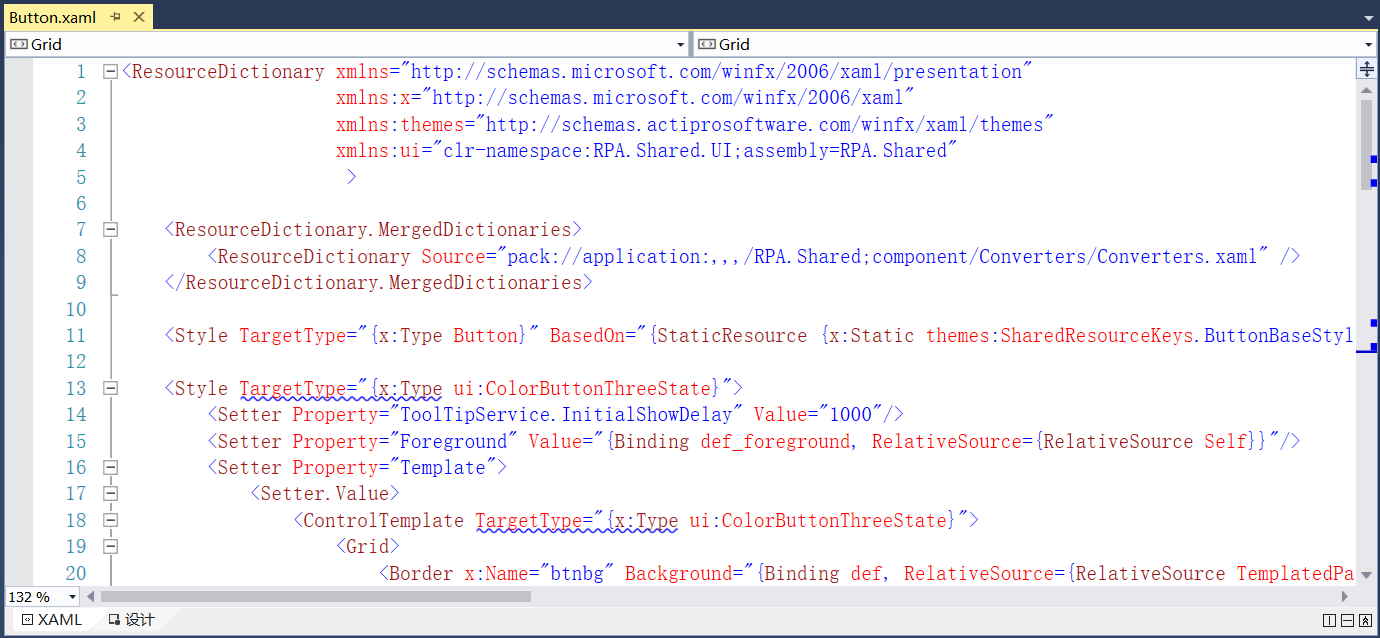 Button.xaml
Grid
Grid
1 <ResourceDictionary xmlns="http://schemas.microsoft.com/winfx/2006/xaml/presentation"
2 xmlns:x="http://schemas.microsoft.com/winfx/2006/xaml"
3 xmlns:themes="http://schemas.actiprosoftware.com/winfx/xaml/themes"
4 xmlns:ui="clr-namespace:RPA.Shared.UI;assembly=RPA.Shared"
5 >
6
7 <ResourceDictionary.MergedDictionaries>
8 <ResourceDictionary Source="pack://application:,,,/RPA.Shared;component/Converters/Converters.xaml" />
9 </ResourceDictionary.MergedDictionaries>
10
11 <Style TargetType="{x:Type Button}" BasedOn="{StaticResource {x:Static themes:SharedResourceKeys.ButtonBaseStyl
12
13 <Style TargetType="{x:Type ui:ColorButtonThreeState}">
14 <Setter Property="ToolTipService.InitialShowDelay" Value="1000"/>
15 <Setter Property="Foreground" Value="{Binding def_foreground, RelativeSource={RelativeSource Self}}"/>
16 <Setter Property="Template">
17 <Setter.Value>
18 <ControlTemplate TargetType="{x:Type ui:ColorButtonThreeState}">
19 <Grid>
20 <Border x:Name="btnbg" Background="{Binding def, RelativeSource={RelativeSource TemplatedPa
132 %
XAML 设计